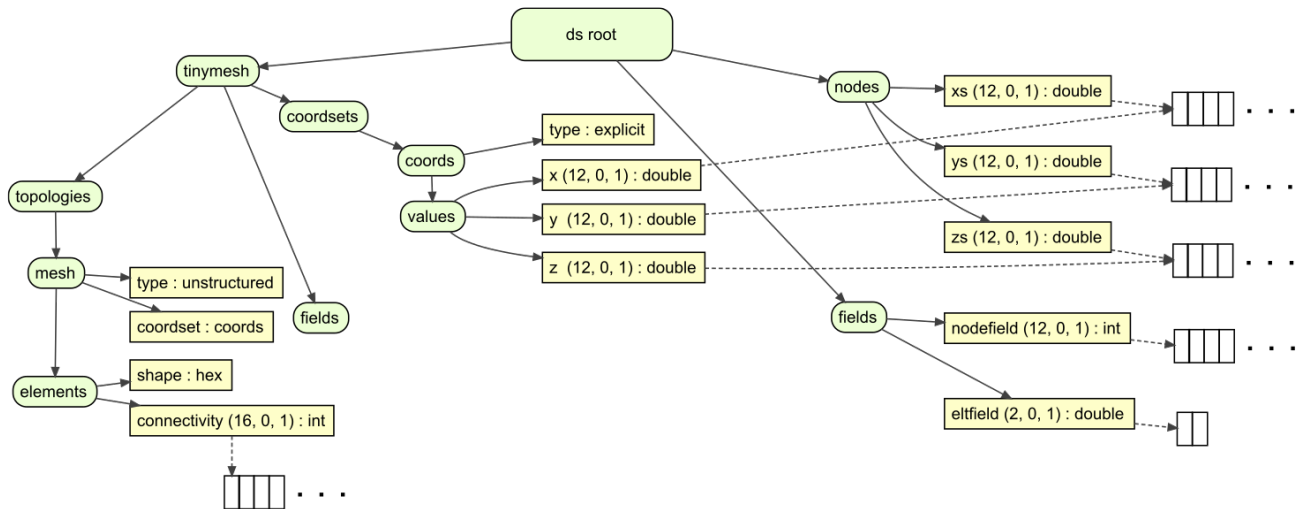 ds root
tinymesh
nodes
xs (12, 0, 1) : double
coordsets
type : explicit
coords
ys (12, 0, 1) : double
x (12, 0, 1) : double
topologies
values
y  (12, 0, 1) : double
zs (12, 0, 1) : double
z  (12, 0, 1) : double
mesh
type : unstructured
fields
fields
coordset : coords
nodefield (12, 0, 1) : int
shape : hex
elements
connectivity (16, 0, 1) : int
eltfield (2, 0, 1) : double